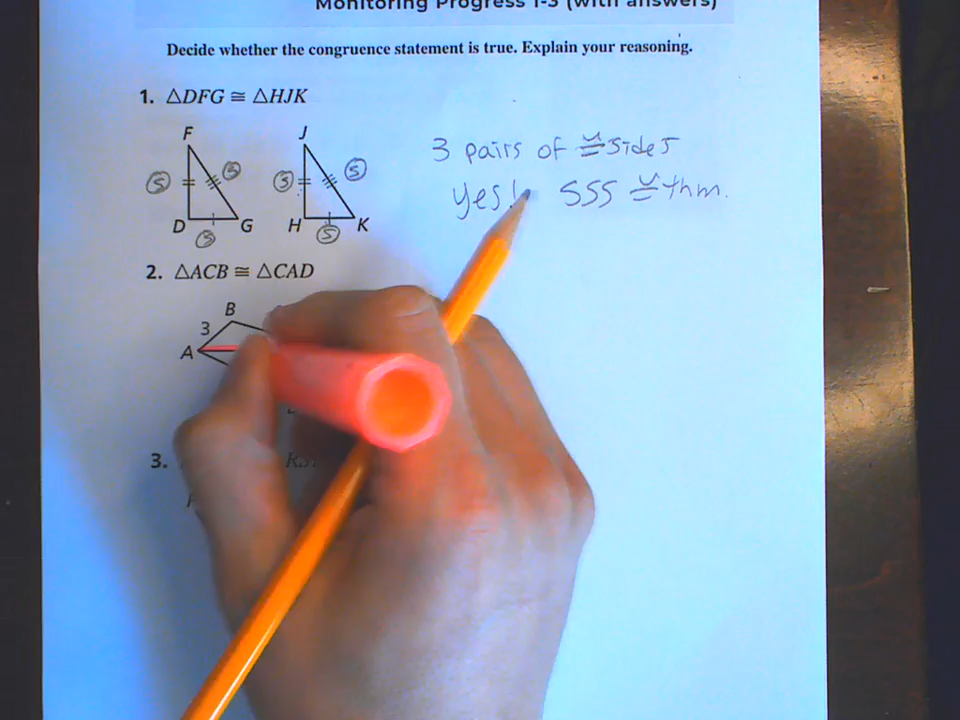 Monitoring Progress 1-3 (with answers)
Decide whether the congruence statement is true. Explain your reasoning.
1. △DFG ≅ △HJK
F J
S S S S
D G H K
S S
3 pairs of ≅ sides
yes! SSS ≅ thm.
2. △ACB ≅ △CAD
B
3
A
3.